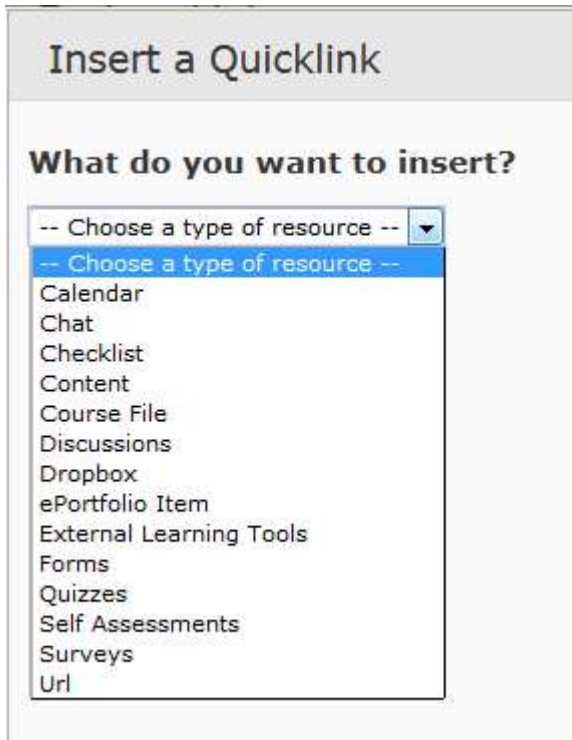 Insert a Quicklink
What do you want to insert?
-- Choose a type of resource --
-- Choose a type of resource --
Calendar
Chat
Checklist
Content
Course File
Discussions
Dropbox
ePortfolio Item
External Learning Tools
Forms
Quizzes
Self Assessments
Surveys
Url